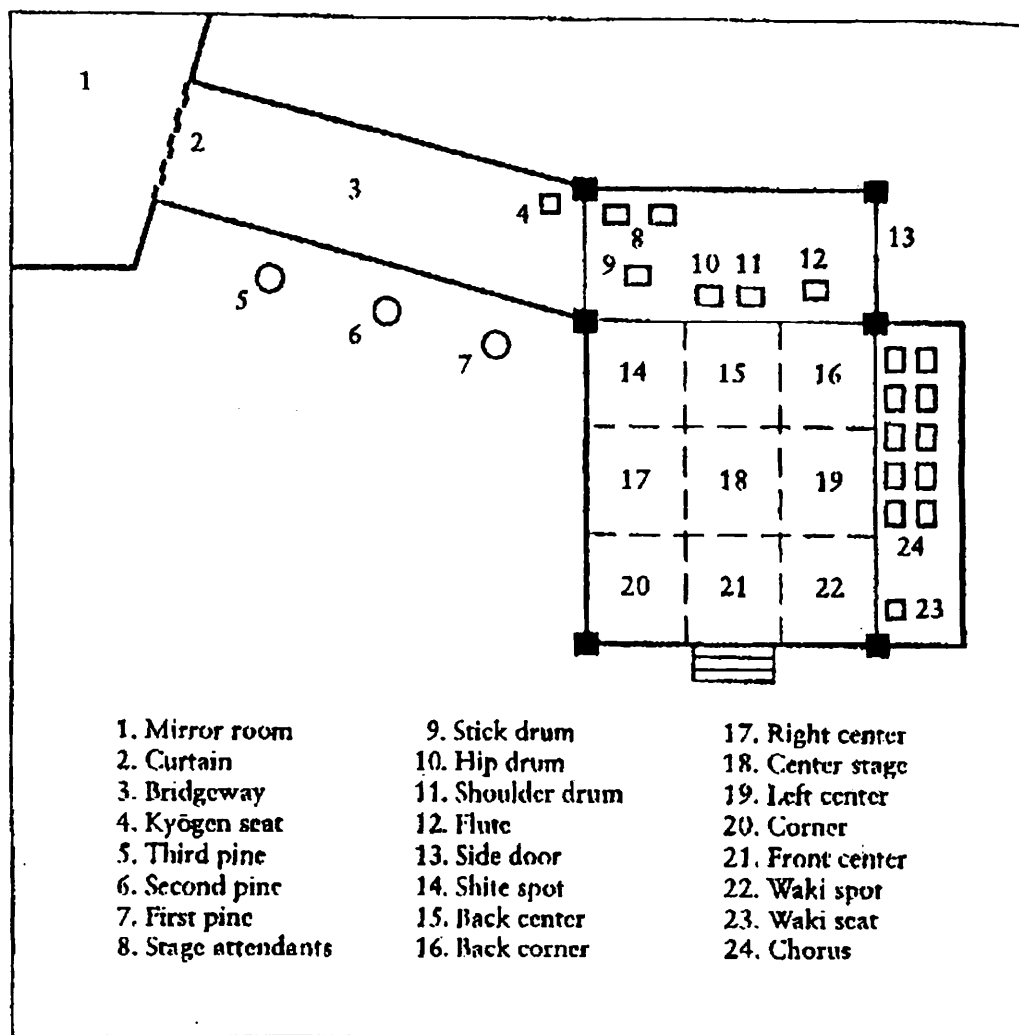 1
2
3
4
5
6
7
8
9
10 11 12
13
14 15 16
17 18 19
20 21 22
24
23
1. Mirror room
2. Curtain
3. Bridgeway
4. Kyōgen seat
5. Third pine
6. Second pine
7. First pine
8. Stage attendants
9. Stick drum
10. Hip drum
11. Shoulder drum
12. Flute
13. Side door
14. Shite spot
15. Back center
16. Back corner
17. Right center
18. Center stage
19. Left center
20. Corner
21. Front center
22. Waki spot
23. Waki seat
24. Chorus